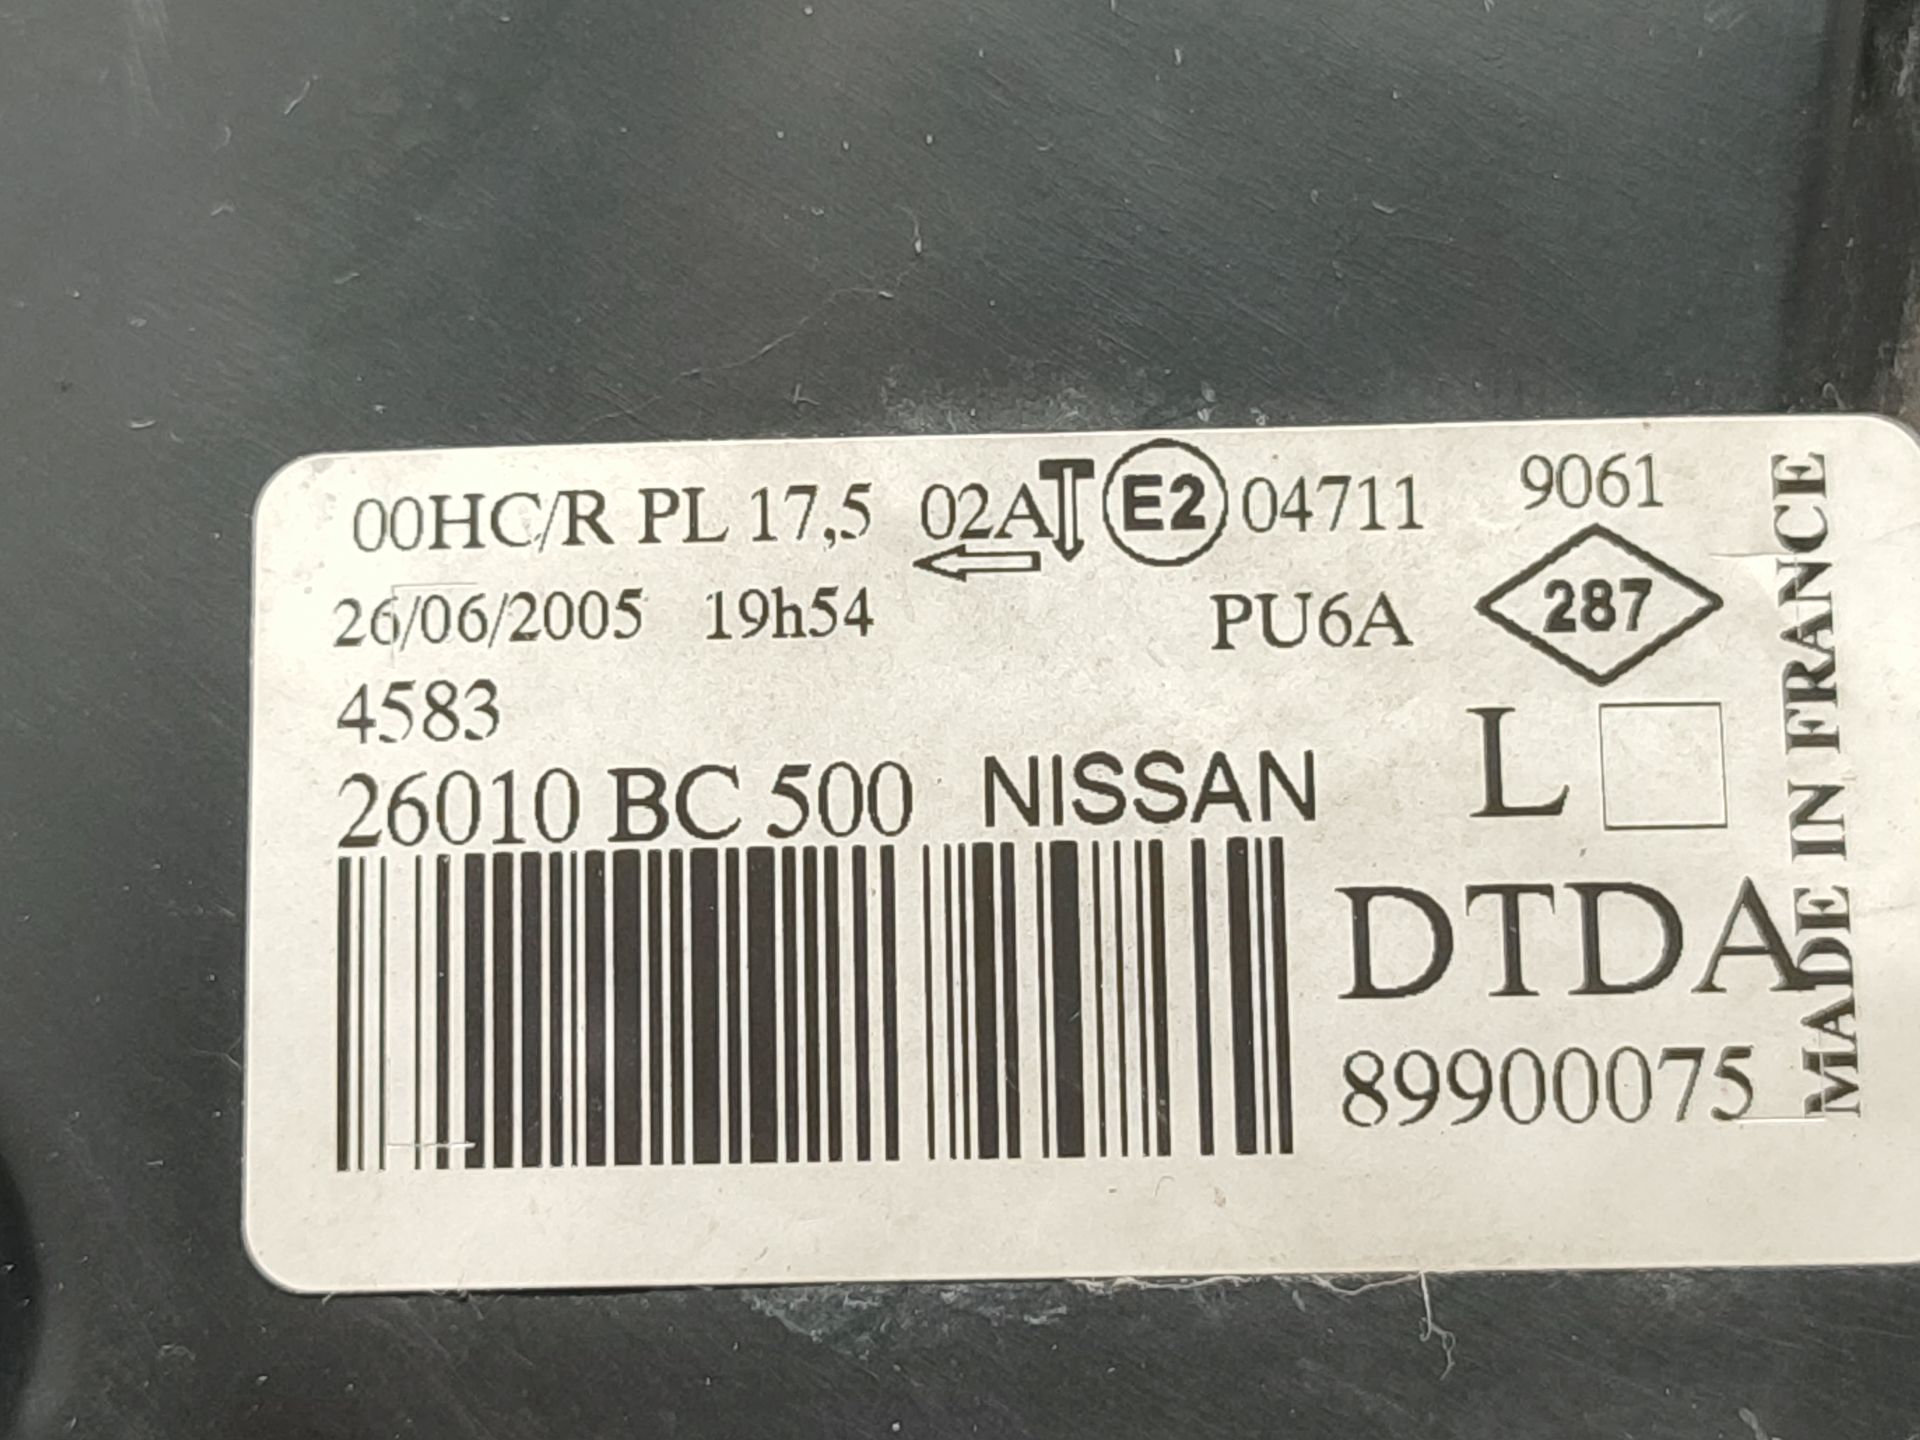 00HC/R PL 17,5 02A E2 04711 9061
26/06/2005 19h54 PU6A 287
4583
26010 BC 500 NISSAN L
DTDA
89900075
MADE IN FRANCE